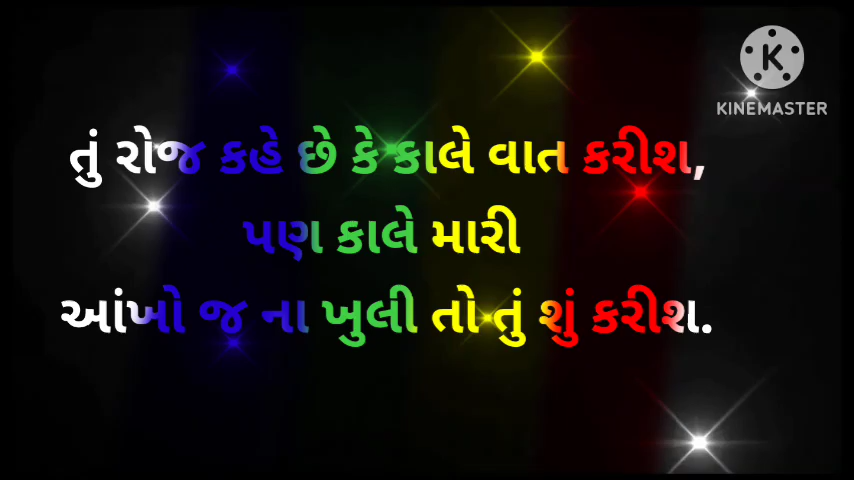 KINEMASTER
તું રોજ કહે છે કે કાલે વાત કરીશ,
પણ કાલે મારી
આંખો જ ના ખુલી તો તું શું કરીશ.